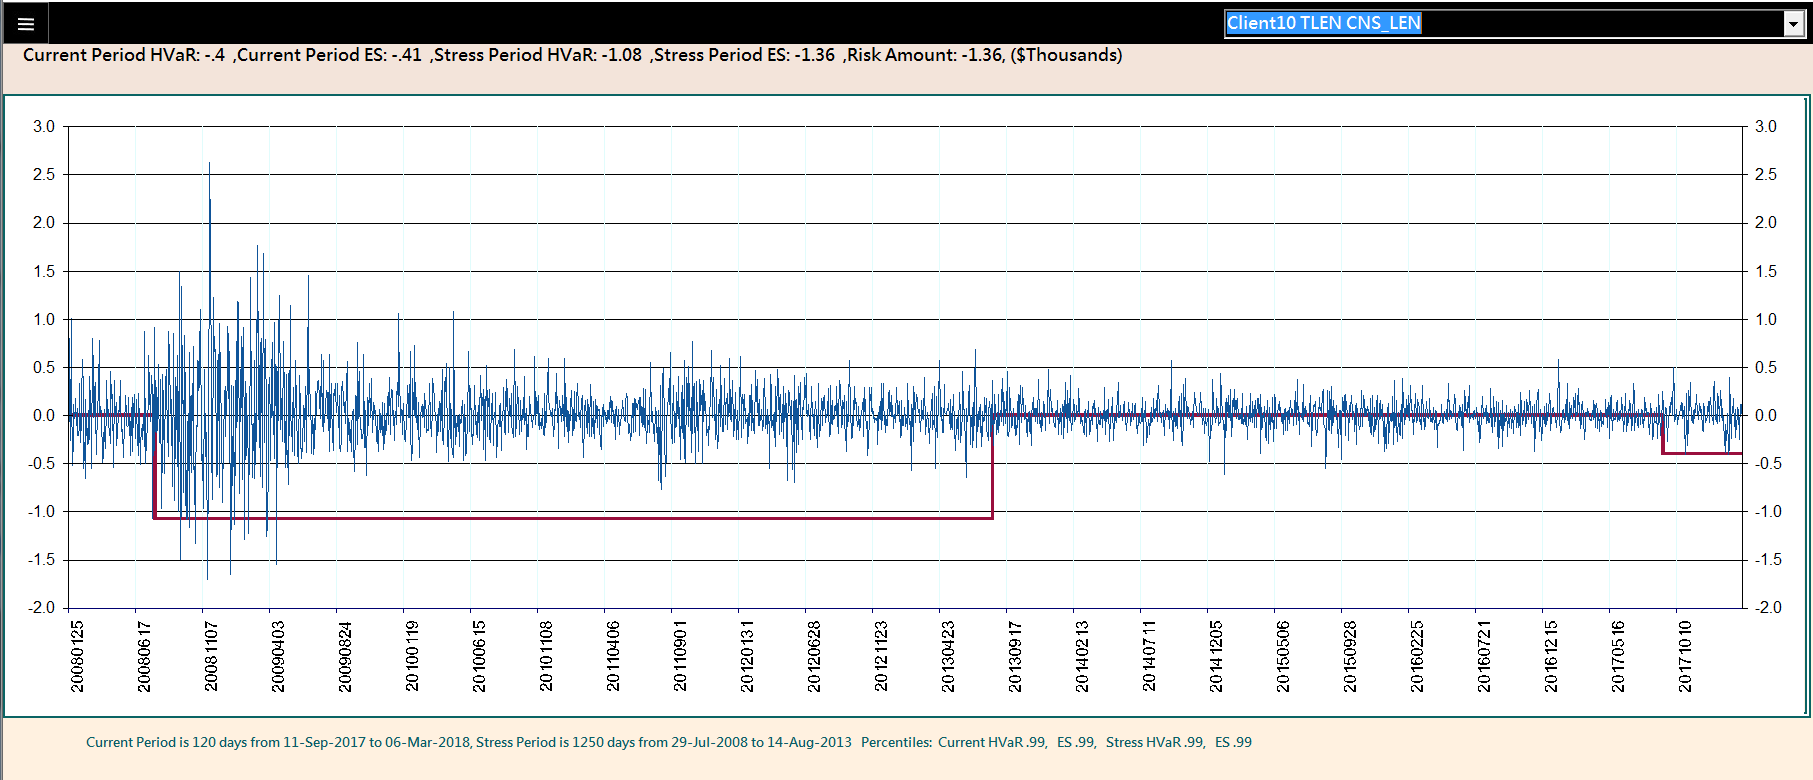 Client10 TLEN CNS_LEN
Current Period HVaR: -.4 ,Current Period ES: -.41 ,Stress Period HVaR: -1.08 ,Stress Period ES: -1.36 ,Risk Amount: -1.36, ($Thousands)
3.0 3.0
2.5 2.5
2.0 2.0
1.5 1.5
1.0 1.0
0.5 0.5
0.0 0.0
-0.5 -0.5
-1.0 -1.0
-1.5 -1.5
-2.0 -2.0
20080125 20080617 20081107 20090403 20090824 20100119 20100615 20101108 20110406 20110901 20120131 20120628 20121123 20130423 20130917 20140213 20140711 20141205 20150506 20150928 20160225 20160721 20161215 20170516 20171010
Current Period is 120 days from 11-Sep-2017 to 06-Mar-2018, Stress Period is 1250 days from 29-Jul-2008 to 14-Aug-2013 Percentiles: Current HVaR .99, ES .99, Stress HVaR .99, ES .99